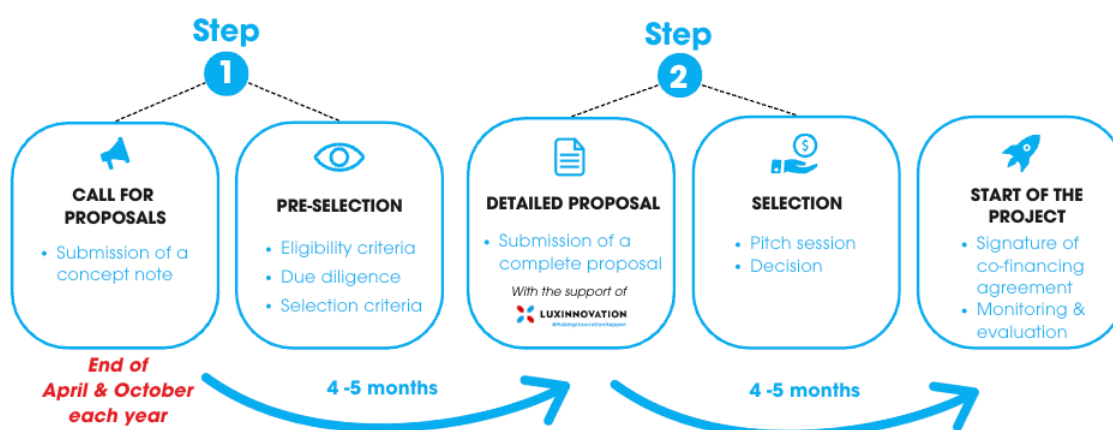 Step
1
Step
2
CALL FOR
PROPOSALS
• Submission of a
concept note
PRE-SELECTION
• Eligibility criteria
• Due diligence
• Selection criteria
DETAILED PROPOSAL
• Submission of a
complete proposal
With the support of
LUXINNOVATION
#MakingInnovationHappen
$
SELECTION
• Pitch session
• Decision
START OF THE
PROJECT
• Signature of
co-financing
agreement
• Monitoring &
evaluation
End of
April & October
each year
4 -5 months
4 -5 months